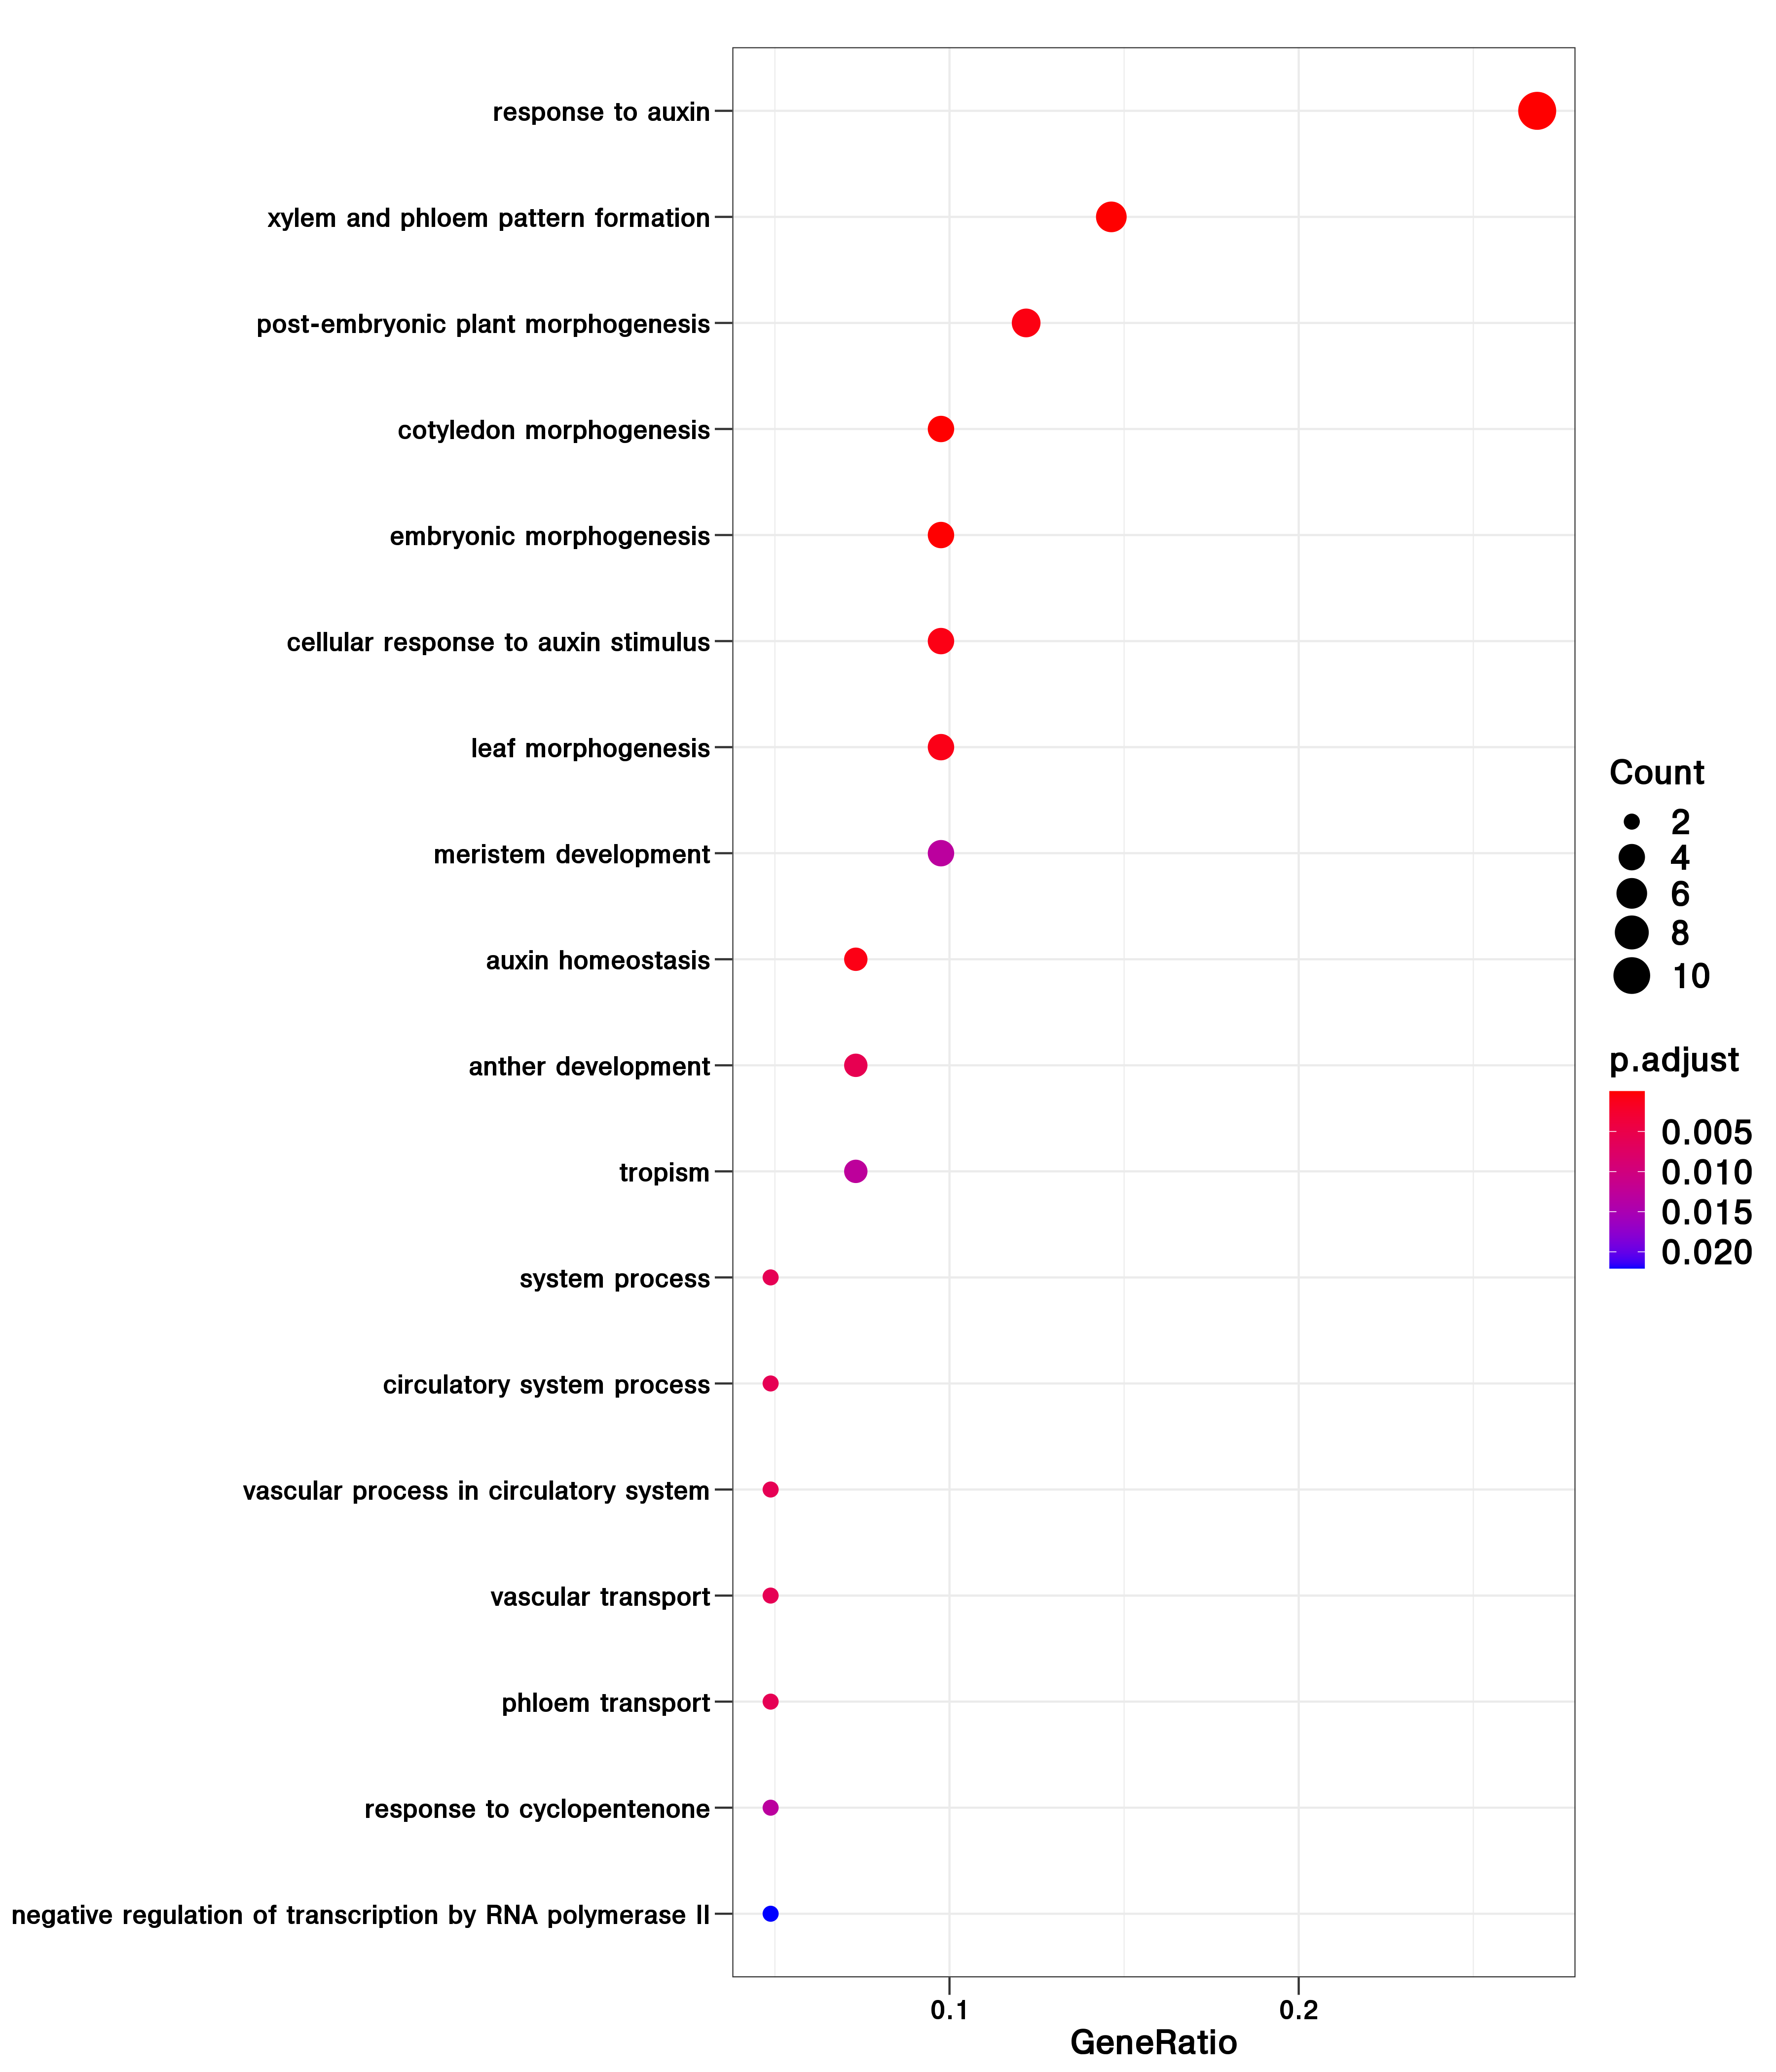 response to auxin
xylem and phloem pattern formation
post-embryonic plant morphogenesis
cotyledon morphogenesis
embryonic morphogenesis
cellular response to auxin stimulus
leaf morphogenesis
meristem development
auxin homeostasis
anther development
tropism
system process
circulatory system process
vascular process in circulatory system
vascular transport
phloem transport
response to cyclopentenone
negative regulation of transcription by RNA polymerase II
0.1
0.2
GeneRatio
Count
2
4
6
8
10
p.adjust
0.005
0.010
0.015
0.020